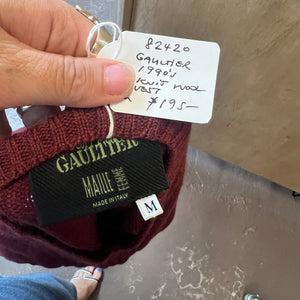 82420
GAULTIER
1990's
KNIT WOOL
VEST
$195-
GAULTIER
MAILLE
FEMME
MADE IN ITALY
M